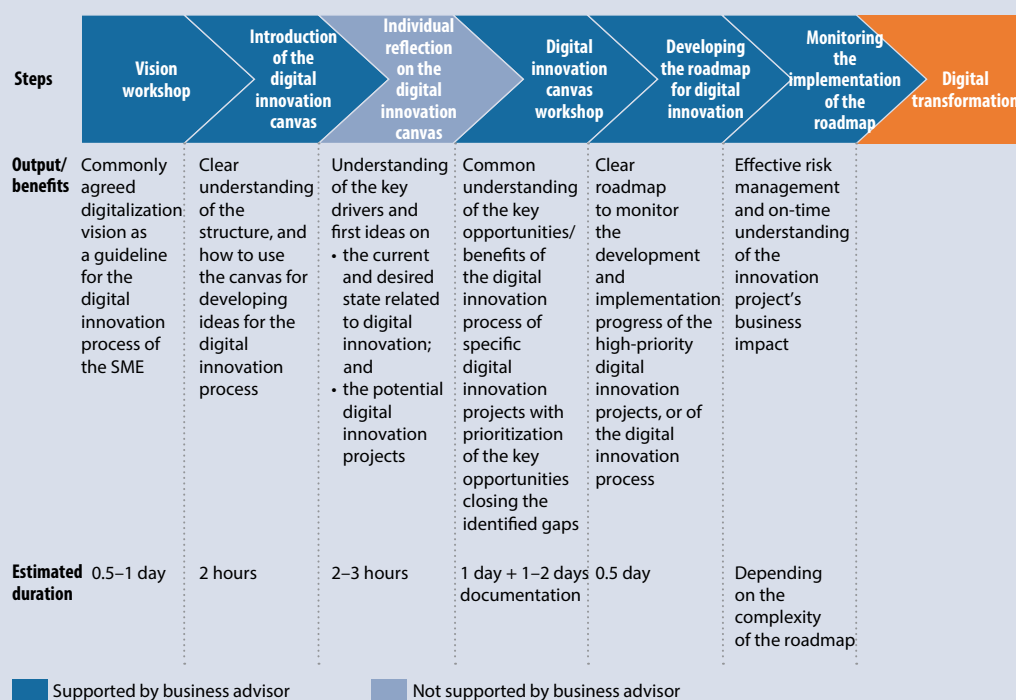 Steps
Vision
workshop
Introduction
of the
digital
innovation
canvas
Individual
reflection
on the
digital
innovation
canvas
Digital
innovation
canvas
workshop
Developing
the roadmap
for digital
innovation
Monitoring
the
implementation
of the
roadmap
Digital
transformation
Output/
benefits
Commonly
agreed
digitalization
vision as
a guideline
for the
digital
innovation
process of
the SME
Clear
understanding
of the
structure, and
how to use
the canvas for
developing
ideas for the
digital
innovation
process
Understanding
of the key
drivers and
first ideas on
• the current
and desired
state related
to digital
innovation;
and
• the potential
digital
innovation
projects
Common
understanding
of the key
opportunities/
benefits of
the digital
innovation
process of
specific
digital
innovation
projects with
prioritization
of the key
opportunities
closing the
identified gaps
Clear
roadmap
to monitor
the
development
and
implementation
progress of the
high-priority
digital
innovation
projects, or of
the digital
innovation
process
Effective risk
management
and on-time
understanding
of the
innovation
project's
business
impact
Estimated
duration
0.5–1 day
2 hours
2–3 hours
1 day + 1–2 days
documentation
0.5 day
Depending
on the
complexity
of the roadmap
Supported by business advisor
Not supported by business advisor